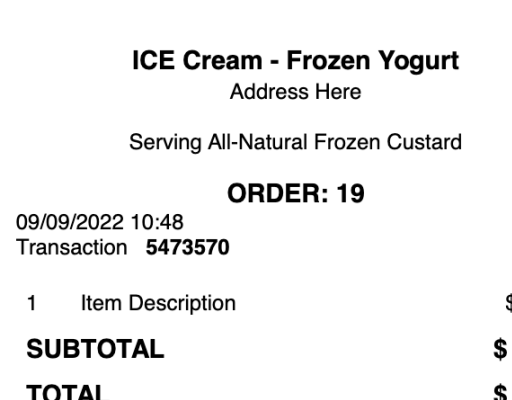 ICE Cream - Frozen Yogurt
Address Here
Serving All-Natural Frozen Custard
ORDER: 19
09/09/2022 10:48
Transaction 5473570
1 Item Description $
SUBTOTAL $
TOTAL $